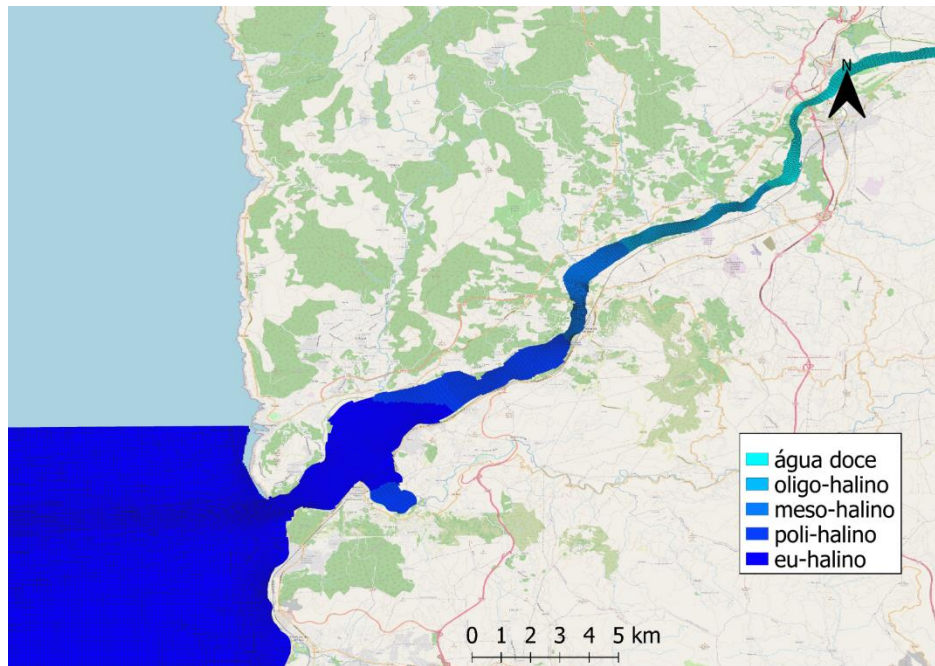 N
água doce
oligo-halino
meso-halino
poli-halino
eu-halino
0 1 2 3 4 5 km